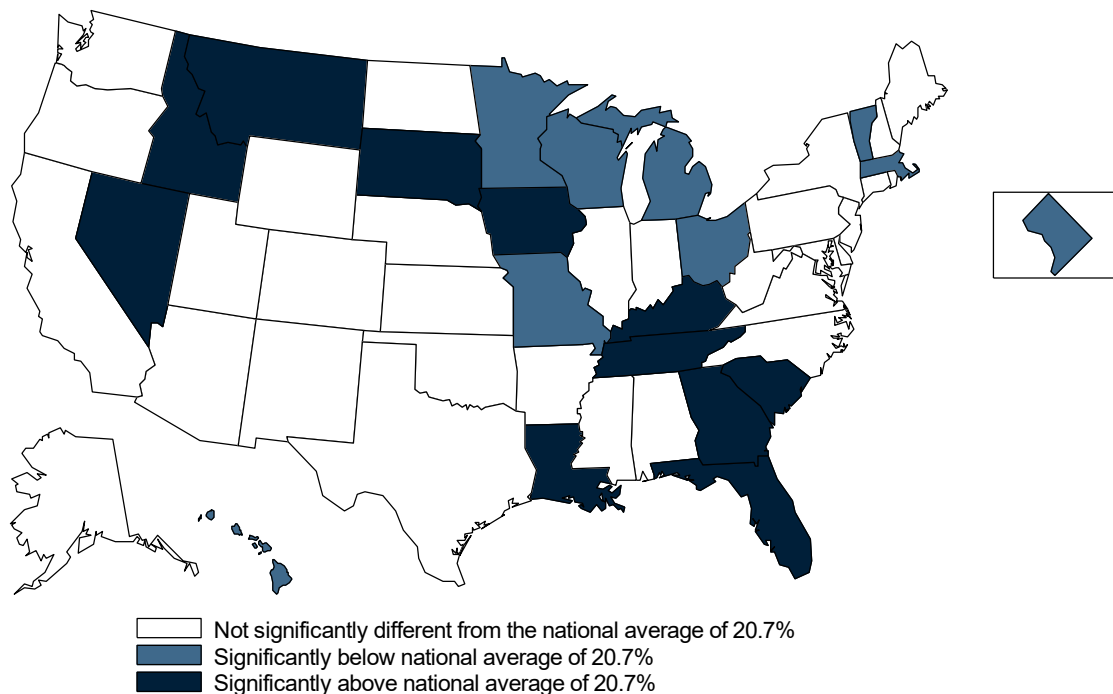 Not significantly different from the national average of 20.7%
Significantly below national average of 20.7%
Significantly above national average of 20.7%